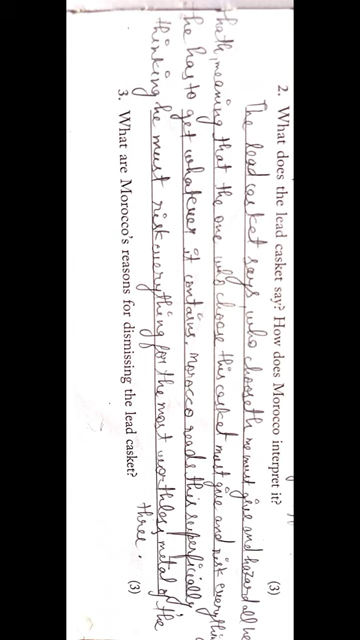 2. What does the lead casket say? How does Morocco interpret it? (3)
The lead casket says, who chooseth me must give and hazard all he
hath, meaning that the one who choose this casket must give and risk everythi
he has to get whatever it contains. Morocco reads this superficially
thinking he must risk everything for the most worthless metal of the
three.
3. What are Morocco's reasons for dismissing the lead casket? (3)